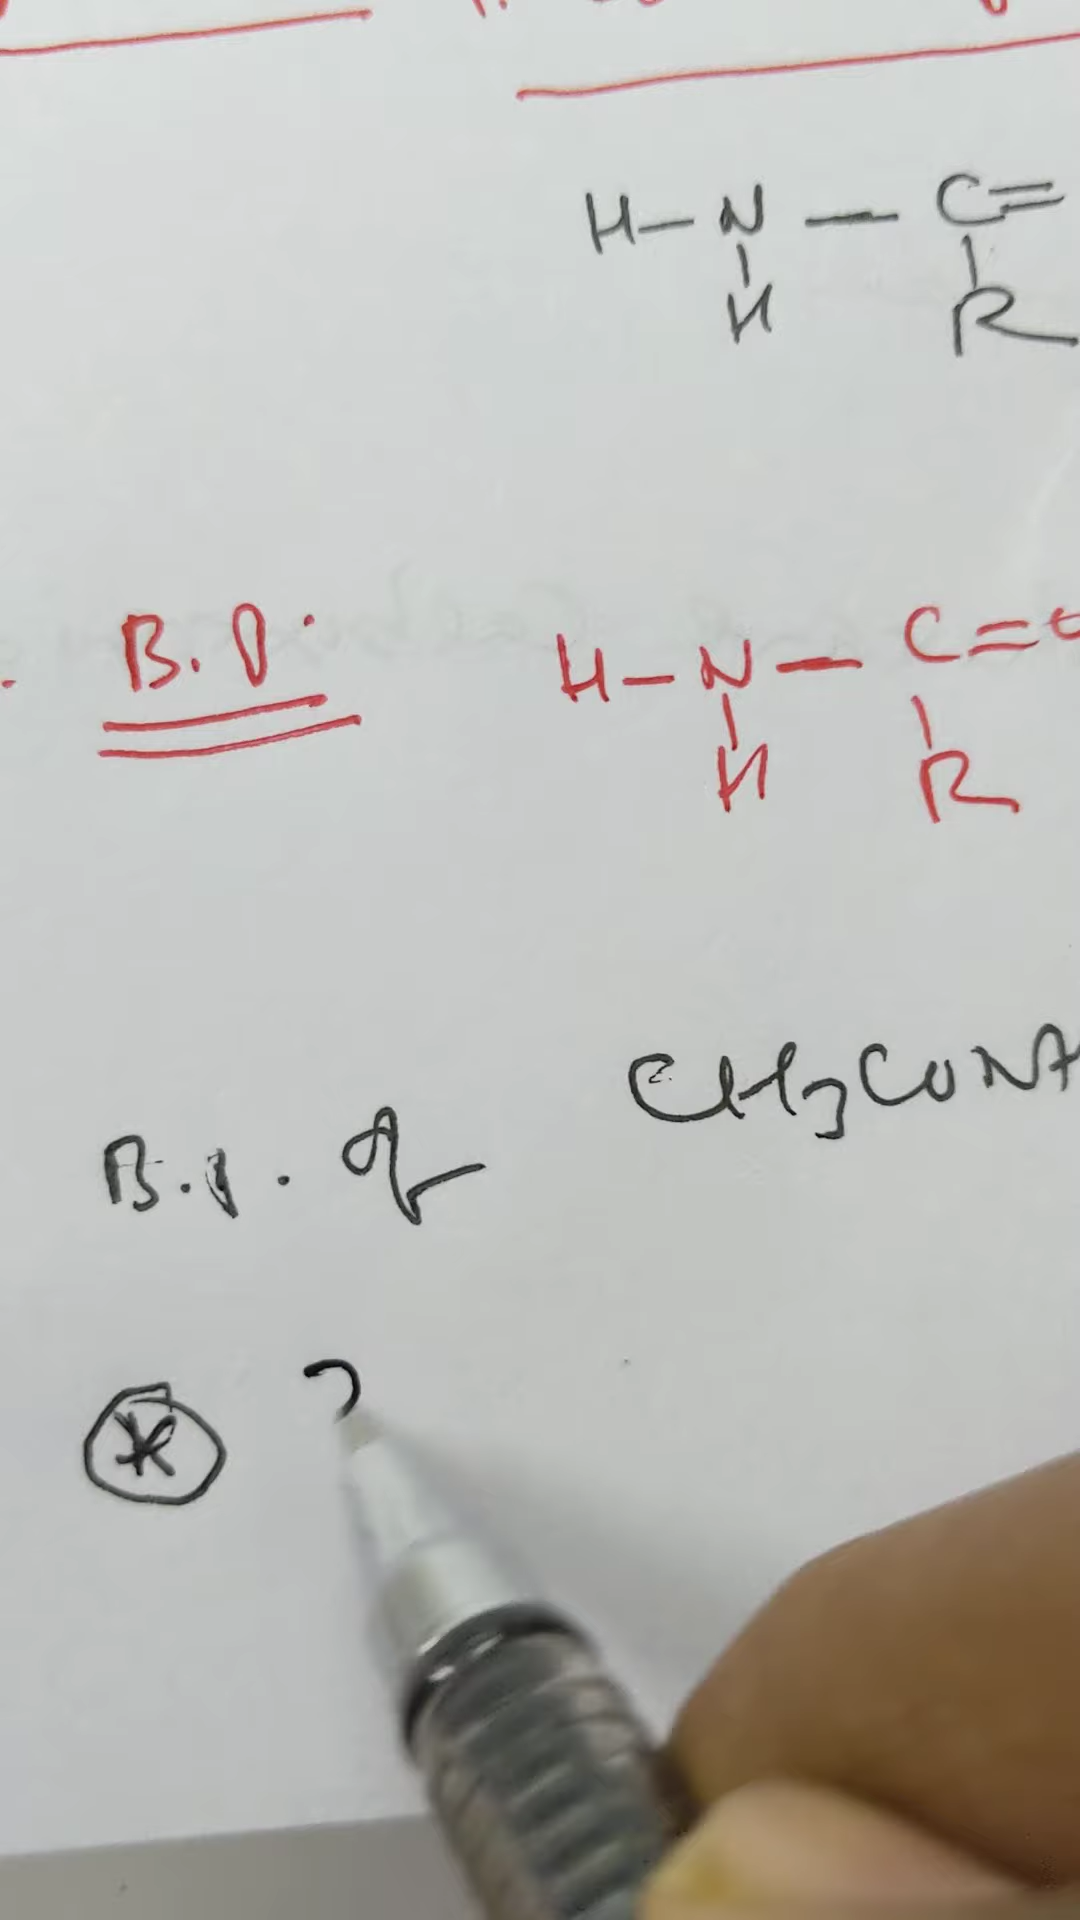 H—N—C=
H
R
B.P.
H—N—C=
H
R
B.P. of CH3CON